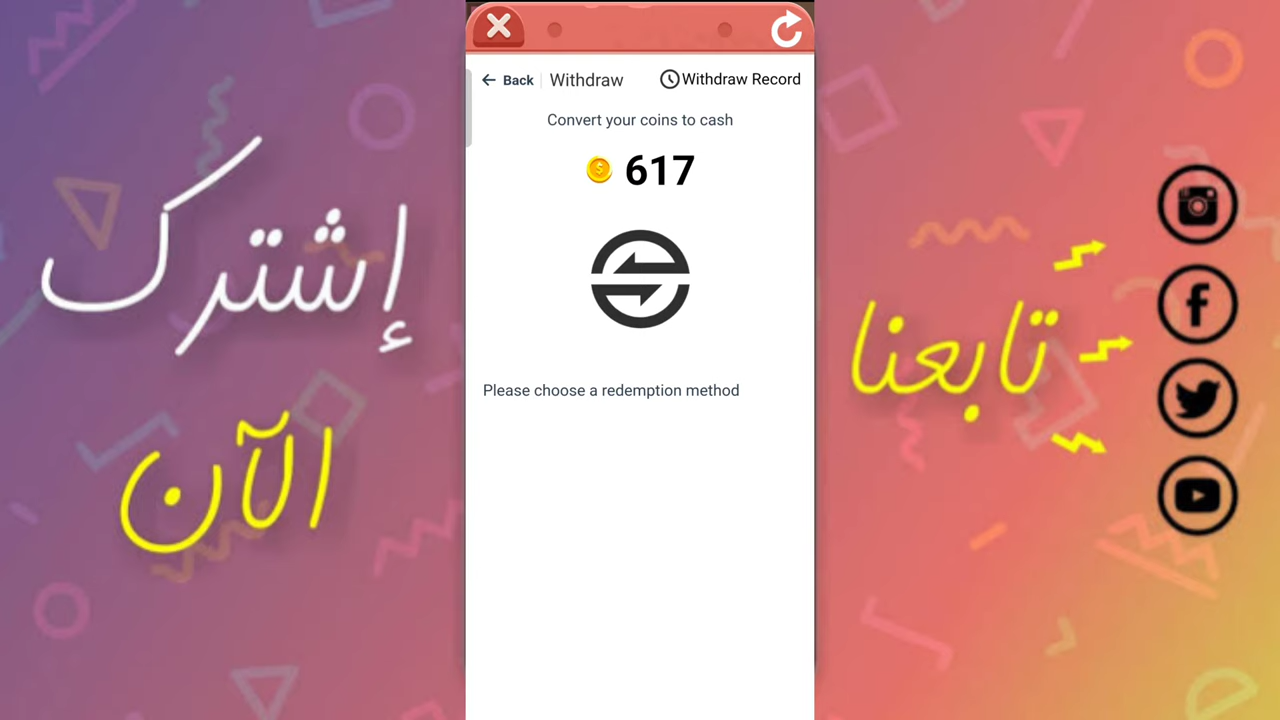 Back
Withdraw
Withdraw Record
Convert your coins to cash
617
Please choose a redemption method
إشترك
الآن
تابعنا